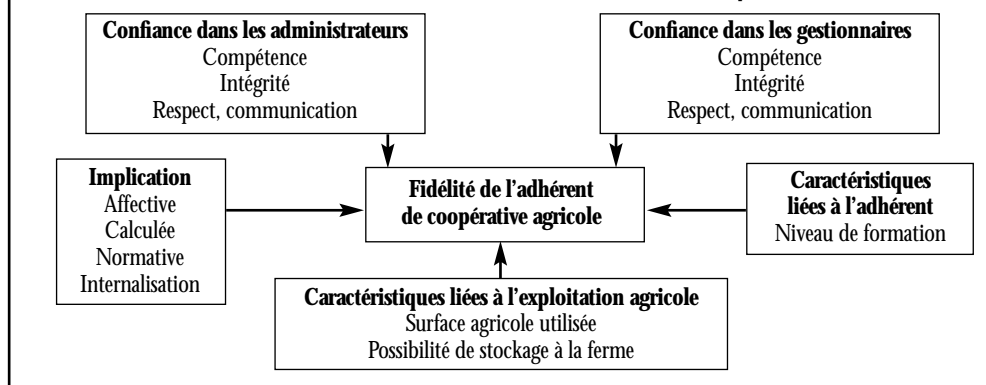 Confiance dans les administrateurs
Compétence
Intégrité
Respect, communication
Confiance dans les gestionnaires
Compétence
Intégrité
Respect, communication
Implication
Affective
Calculée
Normative
Internalisation
Fidélité de l’adhérent
de coopérative agricole
Caractéristiques
liées à l’adhérent
Niveau de formation
Caractéristiques liées à l’exploitation agricole
Surface agricole utilisée
Possibilité de stockage à la ferme